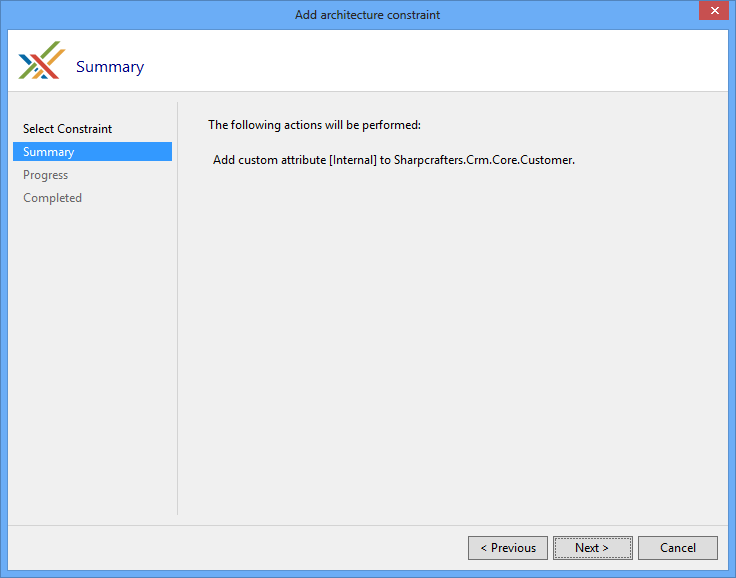 Add architecture constraint
Summary
Select Constraint
Summary
Progress
Completed
The following actions will be performed:
Add custom attribute [Internal] to Sharpcrafters.Crm.Core.Customer.
< Previous
Next >
Cancel